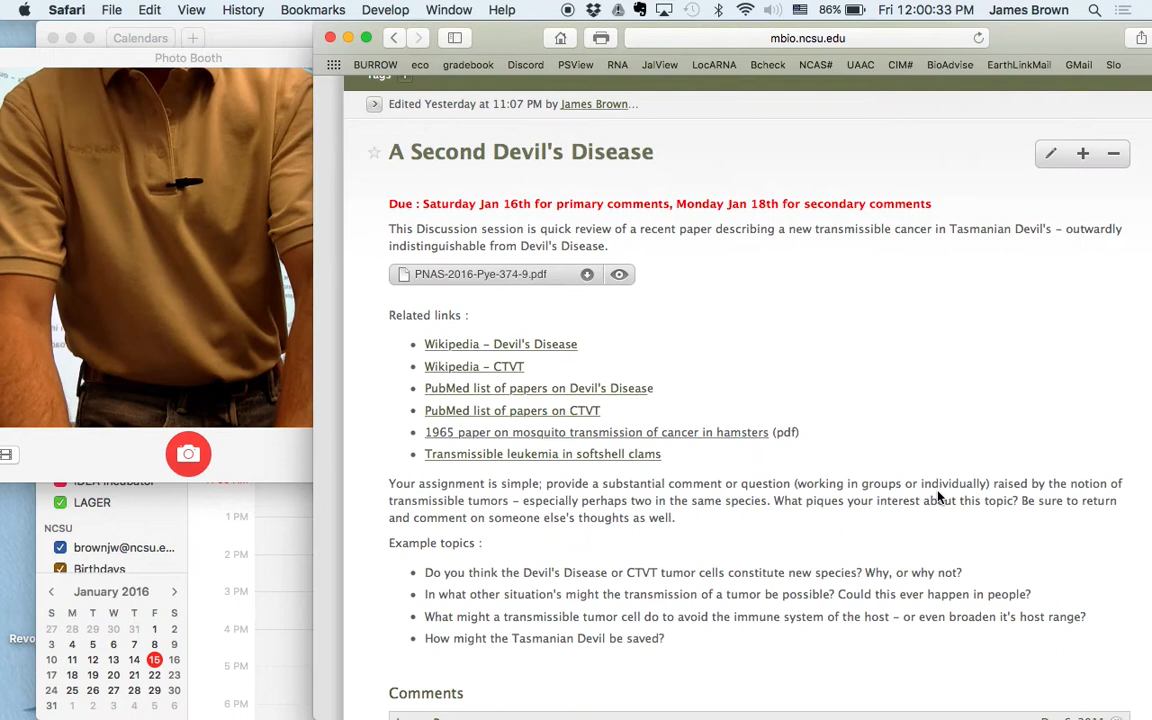 Safari File Edit View History Bookmarks Develop Window Help 86% Fri 12:00:33 PM James Brown
Calendars +
Photo Booth
mbio.ncsu.edu
BURROW eco gradebook Discord PSView RNA JalView LocARNA Bcheck NCAS# UAAC CIM# BioAdvise EarthLinkMail GMail Slo
Tags
Edited Yesterday at 11:07 PM by James Brown...
A Second Devil's Disease
Due : Saturday Jan 16th for primary comments, Monday Jan 18th for secondary comments
This Discussion session is quick review of a recent paper describing a new transmissible cancer in Tasmanian Devil's – outwardly
indistinguishable from Devil's Disease.
PNAS-2016-Pye-374-9.pdf
Related links :
• Wikipedia – Devil's Disease
• Wikipedia – CTVT
• PubMed list of papers on Devil's Disease
• PubMed list of papers on CTVT
• 1965 paper on mosquito transmission of cancer in hamsters (pdf)
• Transmissible leukemia in softshell clams
Your assignment is simple; provide a substantial comment or question (working in groups or individually) raised by the notion of
transmissible tumors – especially perhaps two in the same species. What piques your interest about this topic? Be sure to return
and comment on someone else's thoughts as well.
Example topics :
• Do you think the Devil's Disease or CTVT tumor cells constitute new species? Why, or why not?
• In what other situation's might the transmission of a tumor be possible? Could this ever happen in people?
• What might a transmissible tumor cell do to avoid the immune system of the host – or even broaden it's host range?
• How might the Tasmanian Devil be saved?
Comments
IDEA Incubator
LAGER
NCSU
brownjw@ncsu.e...
Birthdays
January 2016
S M T W T F S
27 28 29 30 31 1 2
3 4 5 6 7 8 9
10 11 12 13 14 15 16
17 18 19 20 21 22 23
24 25 26 27 28 29 30
31 1 2 3 4 5 6
1 PM
2 PM
3 PM
4 PM
5 PM
6 PM
Revo